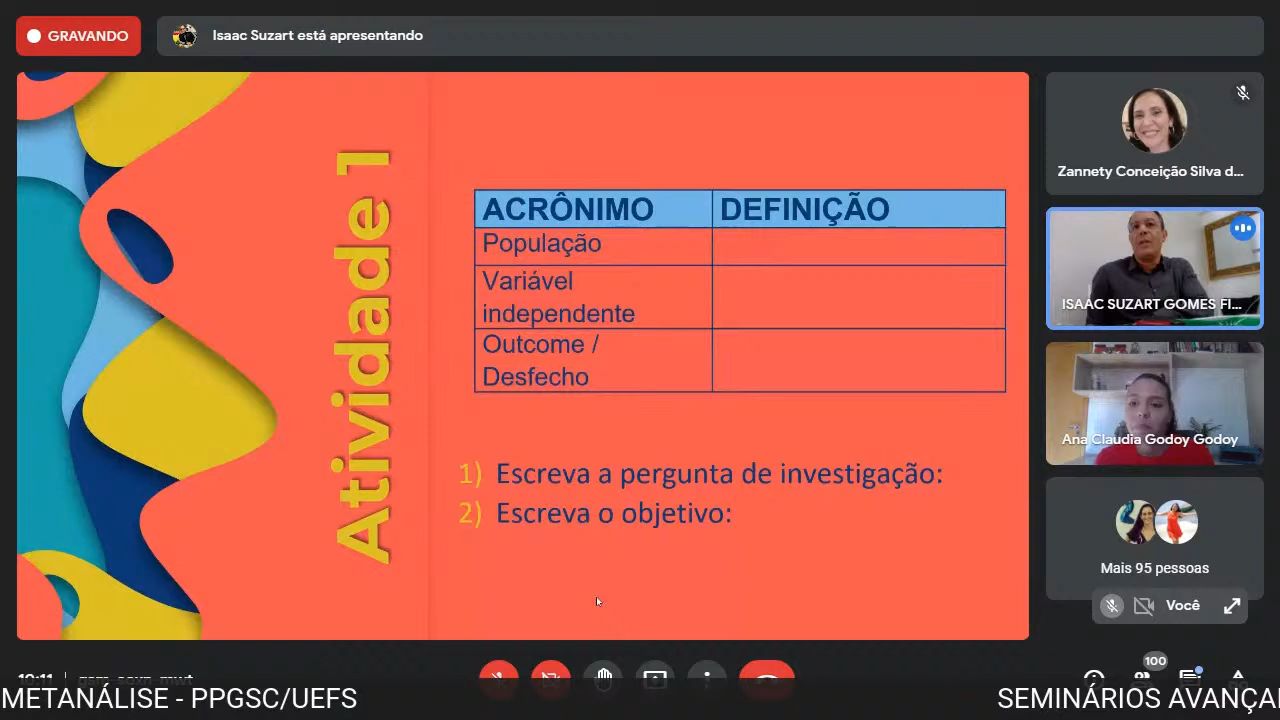 GRAVANDO
Isaac Suzart está apresentando
Atividade 1
ACRÔNIMO DEFINIÇÃO
População
Variável
independente
Outcome /
Desfecho
1) Escreva a pergunta de investigação:
2) Escreva o objetivo:
Zannety Conceição Silva d...
ISAAC SUZART GOMES FI...
Ana Claudia Godoy Godoy
Mais 95 pessoas
Você
100
METANÁLISE - PPGSC/UEFS
SEMINÁRIOS AVANÇA